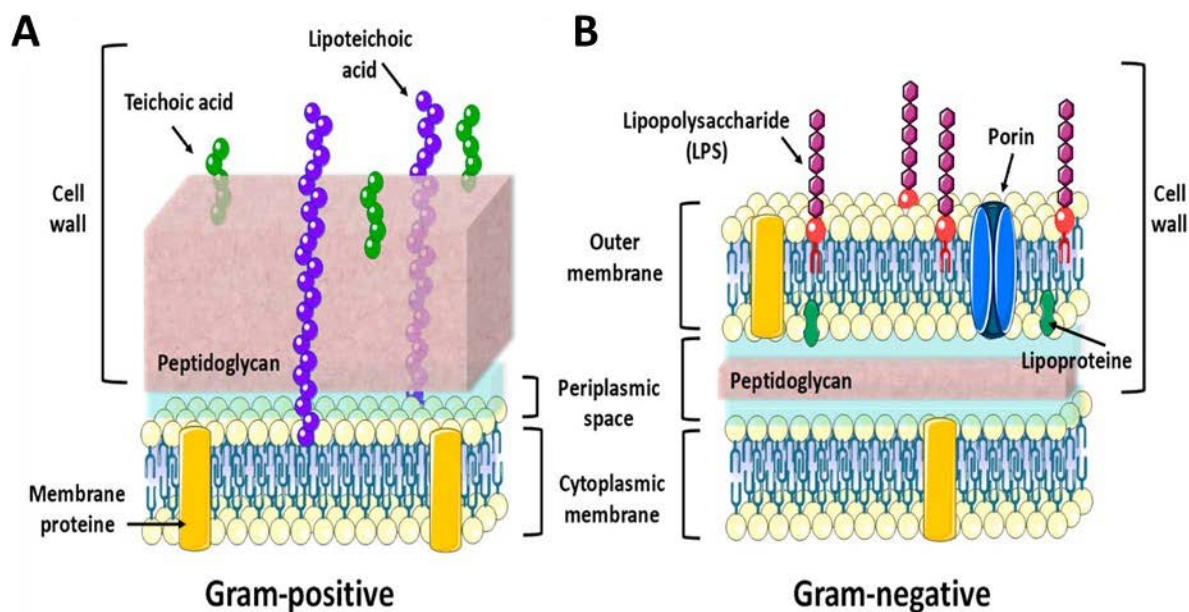 A
Lipoteichoic
acid
Teichoic acid
Cell
wall
Peptidoglycan
Membrane
proteine
Gram-positive
Periplasmic
space
Cytoplasmic
membrane
B
Lipopolysaccharide
(LPS)
Porin
Cell
wall
Outer
membrane
Lipoproteine
Peptidoglycan
Gram-negative